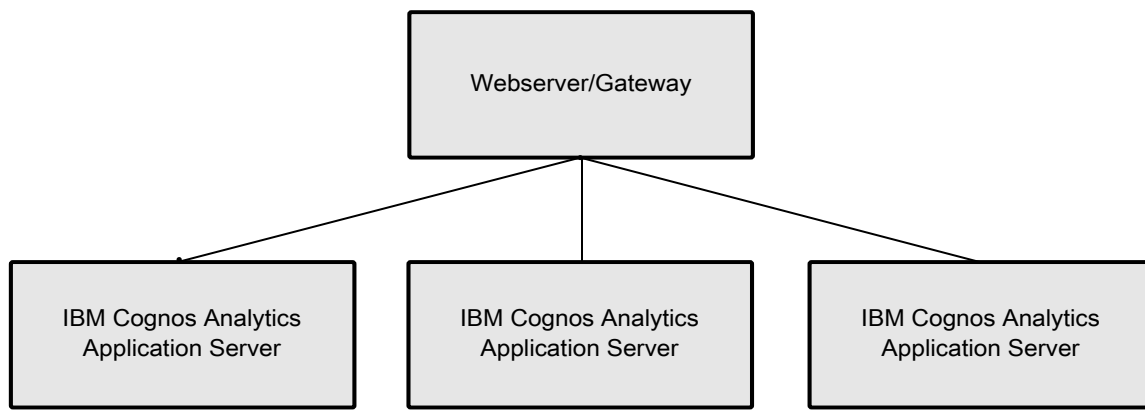 Webserver/Gateway
IBM Cognos Analytics
Application Server
IBM Cognos Analytics
Application Server
IBM Cognos Analytics
Application Server